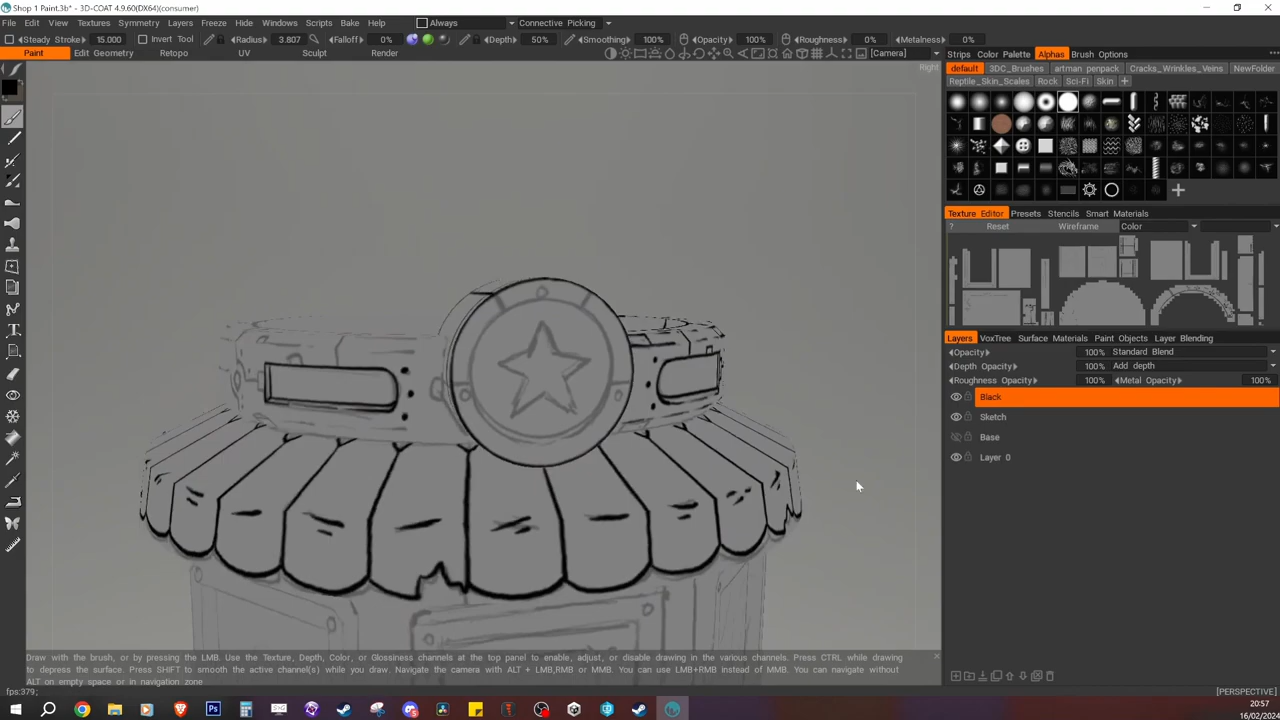 Shop 1 Paint.3b* - 3D-COAT 4.9.60(DX64)(consumer)
File Edit View Textures Symmetry Layers Freeze Hide Windows Scripts Bake Help Always Connective Picking
Steady Stroke 15.000 Invert Tool Radius 3.807 Falloff 0% Depth 50% Smoothing 100% Opacity 100% Roughness 0% Metalness 0%
Paint Edit Geometry Retopo UV Sculpt Render [Camera]
Right
Strips Color Palette Alphas Brush Options
default 3DC_Brushes artman penpack Cracks_Wrinkles_Veins NewFolder
Reptile_Skin_Scales Rock Sci-Fi Skin +
Texture Editor Presets Stencils Smart Materials
? Reset Wireframe Color
Layers VoxTree Surface Materials Paint Objects Layer Blending
Opacity 100% Standard Blend
Depth Opacity 100% Add depth
Roughness Opacity 100% Metal Opacity 100%
Black
Sketch
Base
Layer 0
Draw with the brush, or by pressing the LMB. Use the Texture, Depth, Color, or Glossiness channels at the top panel to enable, adjust, or disable drawing in the various channels. Press CTRL while drawing
to depress the surface. Press SHIFT to smooth the active channel(s) while you draw. Navigate the camera with ALT + LMB,RMB or MMB. You can use LMB+RMB instead of MMB. You can navigate without
ALT on empty space or in navigation zone
fps:379;
[PERSPECTIVE]
20:57
16/02/2024